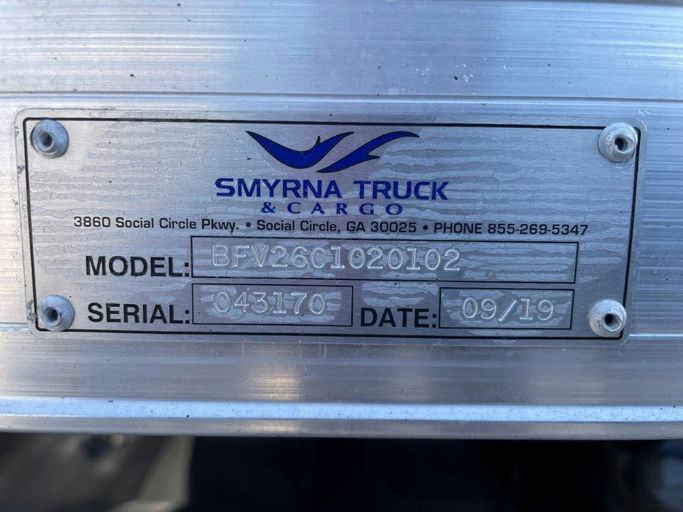 SMYRNA TRUCK
& CARGO
3860 Social Circle Pkwy. • Social Circle, GA 30025 • PHONE 855-269-5347
MODEL: BFV2601020102
SERIAL: 043170 DATE: 09/19